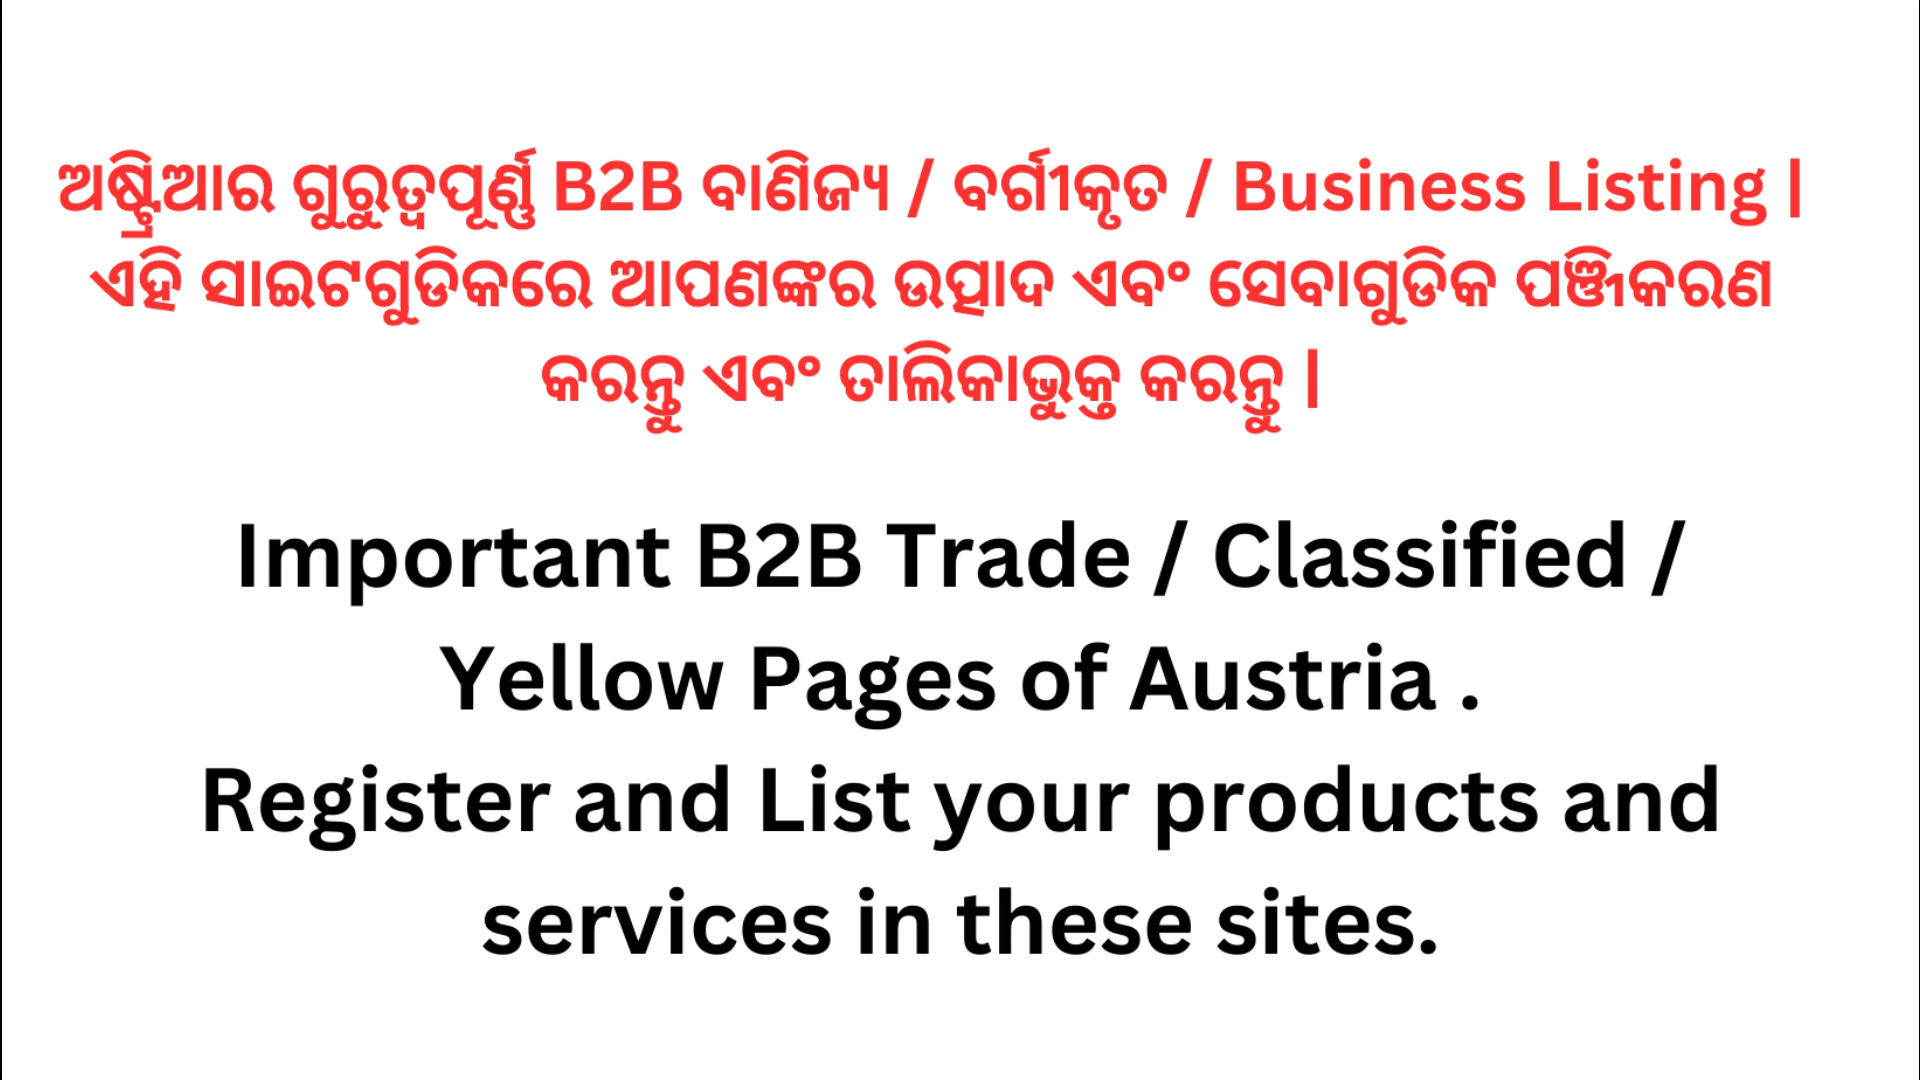 ଅଷ୍ଟ୍ରିଆର ଗୁରୁତ୍ୱପୂର୍ଣ୍ଣ B2B ବାଣିଜ୍ୟ / ବର୍ଗୀକୃତ / Business Listing |
ଏହି ସାଇଟଗୁଡିକରେ ଆପଣଙ୍କର ଉତ୍ପାଦ ଏବଂ ସେବାଗୁଡିକ ପଞ୍ଜିକରଣ
କରନ୍ତୁ ଏବଂ ତାଲିକାଭୁକ୍ତ କରନ୍ତୁ |
Important B2B Trade / Classified /
Yellow Pages of Austria .
Register and List your products and
services in these sites.